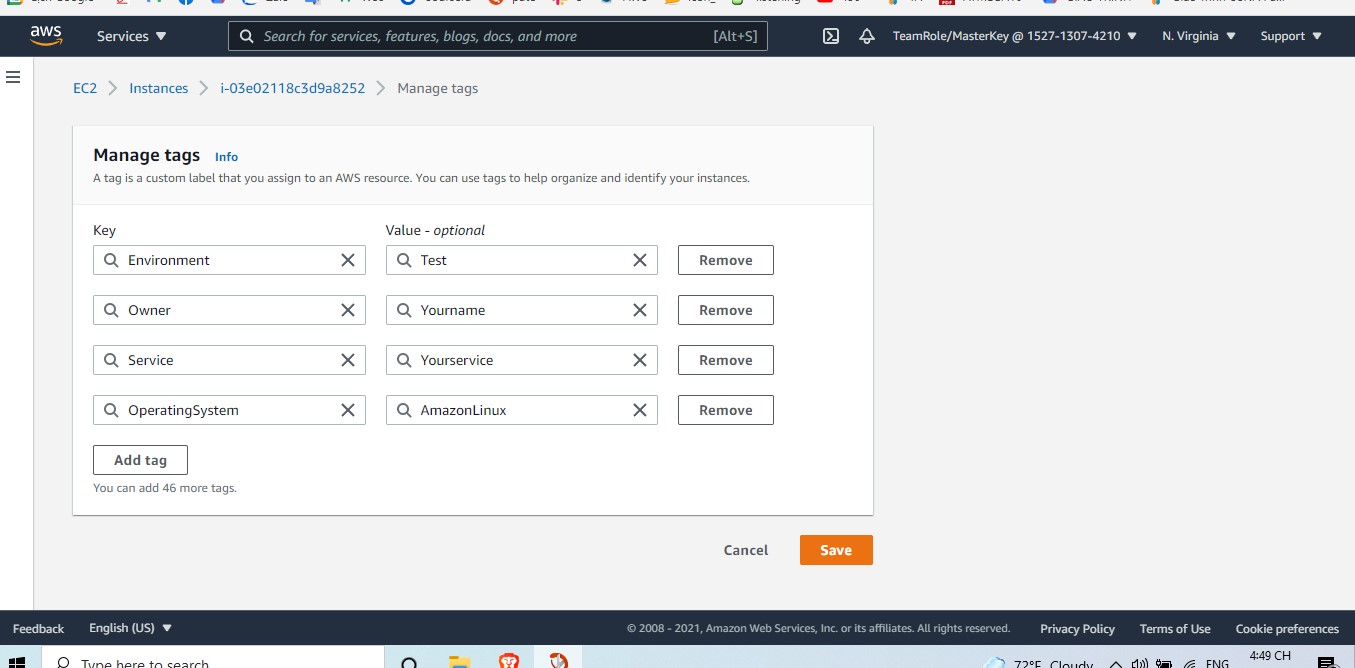 aws
Services
Search for services, features, blogs, docs, and more [Alt+S]
TeamRole/MasterKey @ 1527-1307-4210
N. Virginia
Support
EC2 Instances i-03e02118c3d9a8252 Manage tags
Manage tags Info
A tag is a custom label that you assign to an AWS resource. You can use tags to help organize and identify your instances.
Key Value - optional
Environment Test Remove
Owner Yourname Remove
Service Yourservice Remove
OperatingSystem AmazonLinux Remove
Add tag
You can add 46 more tags.
Cancel Save
Feedback English (US) © 2008 - 2021, Amazon Web Services, Inc. or its affiliates. All rights reserved. Privacy Policy Terms of Use Cookie preferences
Type here to search
72°F Cloudy ENG 4:49 CH